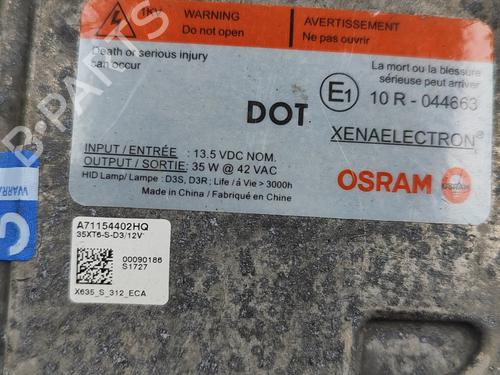 1KV
WARNING
Do not open
AVERTISSEMENT
Ne pas ouvrir
Death or serious injury
can occur
La mort ou la blessure
sérieuse peut arriver
E1
10 R - 044663
DOT
XENAELECTRON®
INPUT / ENTRÉE : 13.5 VDC NOM.
OUTPUT / SORTIE: 35 W @ 42 VAC
HID Lamp/ Lampe : D3S, D3R; Life / á Vie > 3000h
Made in China / Fabriqué en Chine
OSRAM
A71154402HQ
35XT6-S-D3/12V
00090186
S1727
X635_S_312_ECA
B-PARTS